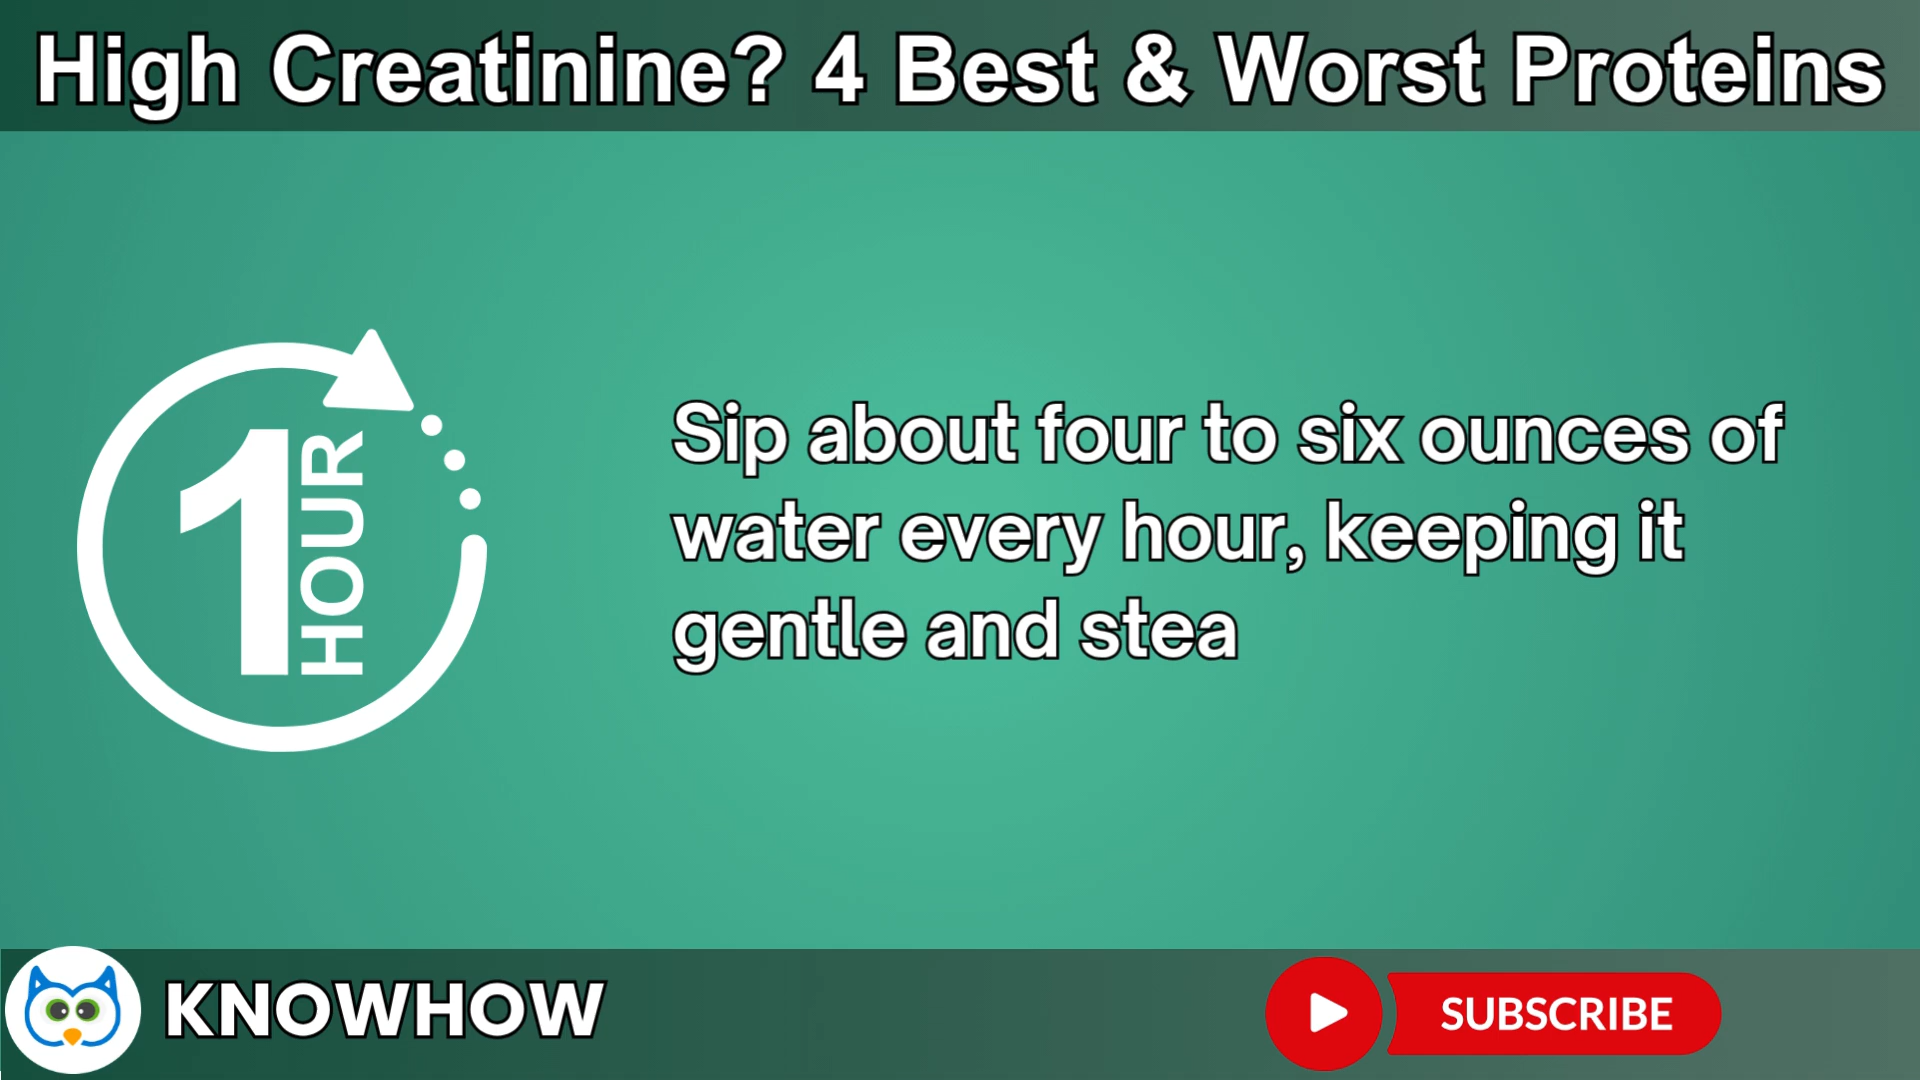 High Creatinine? 4 Best & Worst Proteins
1 HOUR
Sip about four to six ounces of
water every hour, keeping it
gentle and stea
KNOWHOW
SUBSCRIBE